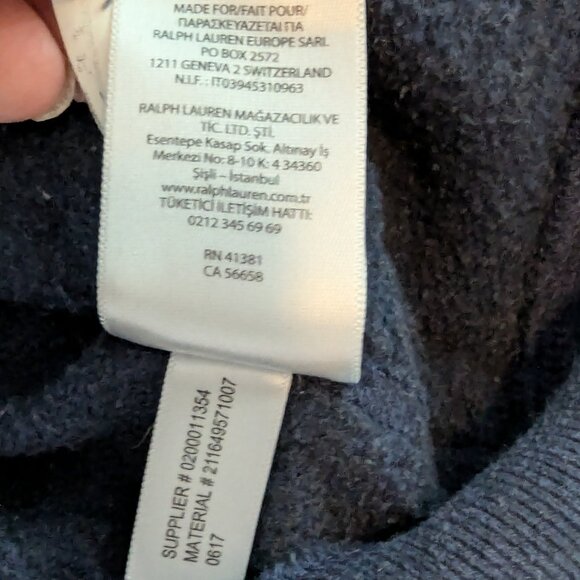 MADE FOR/FAIT POUR/
ΠΑΡΑΣΚΕΥΑΖΕΤΑΙ ΓΙΑ
RALPH LAUREN EUROPE SARL
PO BOX 2572
1211 GENEVA 2 SWITZERLAND
N.I.F. : IT03945310963
RALPH LAUREN MAĞAZACILIK VE
TİC. LTD. ŞTİ.
Esentepe Kasap Sok. Altınay İş
Merkezi No: 8-10 K: 4 34360
Şişli – İstanbul
www.ralphlauren.com.tr
TÜKETİCİ İLETİŞİM HATTI:
0212 345 69 69
RN 41381
CA 56658
SUPPLIER # 0200011354
MATERIAL # 211649571007
0617